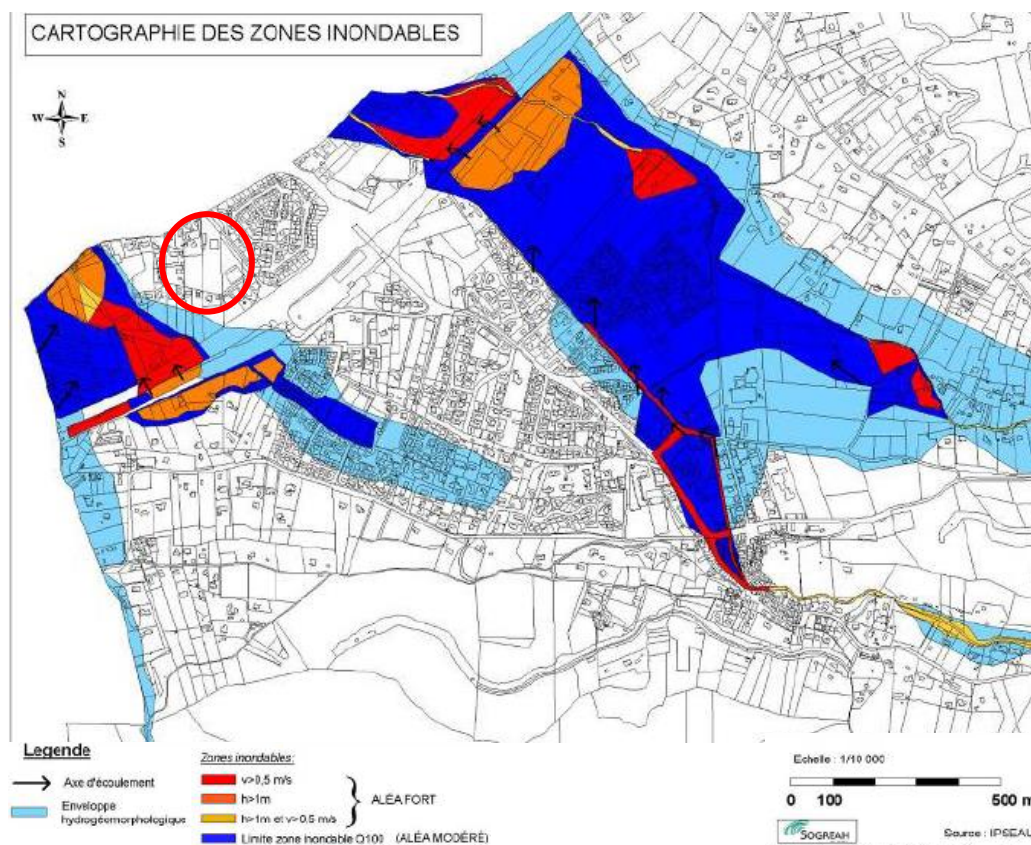 CARTOGRAPHIE DES ZONES INONDABLES
N
W E
S
Legende
Axe d'écoulement
Enveloppe
hydrogéomorphologique
Zones inondables:
v>0,5 m/s
h>1m
h>1m et v>0,5 m/s
ALÉA FORT
Limite zone inondable Q100 (ALÉA MODÉRÉ)
Echelle : 1/10 000
0 100 500 m
SOGREAH
Source : IPSEAU